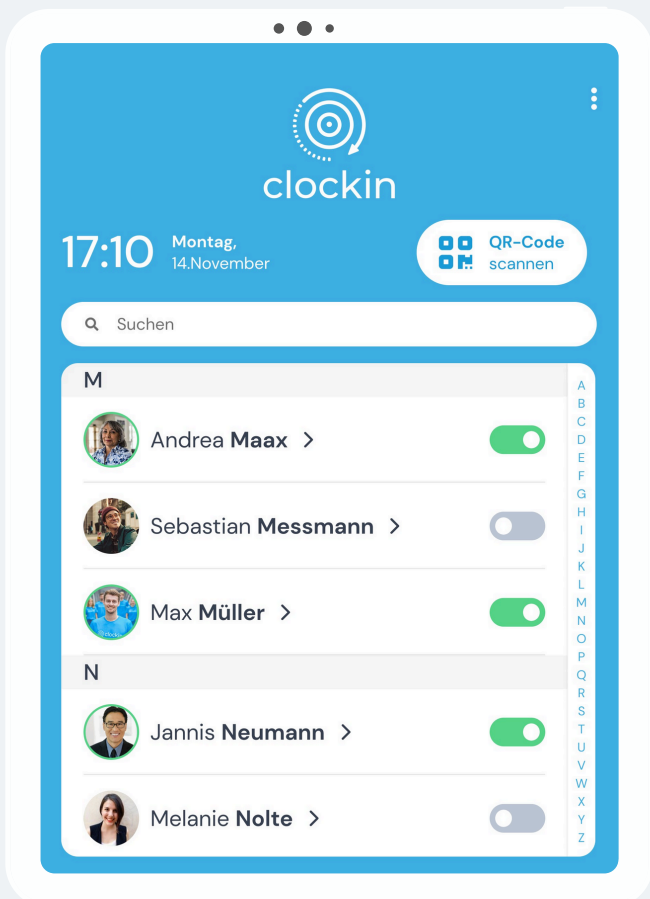 clockin
17:10
Montag,
14.November
QR-Code
scannen
Suchen
M
Andrea Maax
Sebastian Messmann
Max Müller
N
Jannis Neumann
Melanie Nolte
A
B
C
D
E
F
G
H
I
J
K
L
M
N
O
P
Q
R
S
T
U
V
W
X
Y
Z